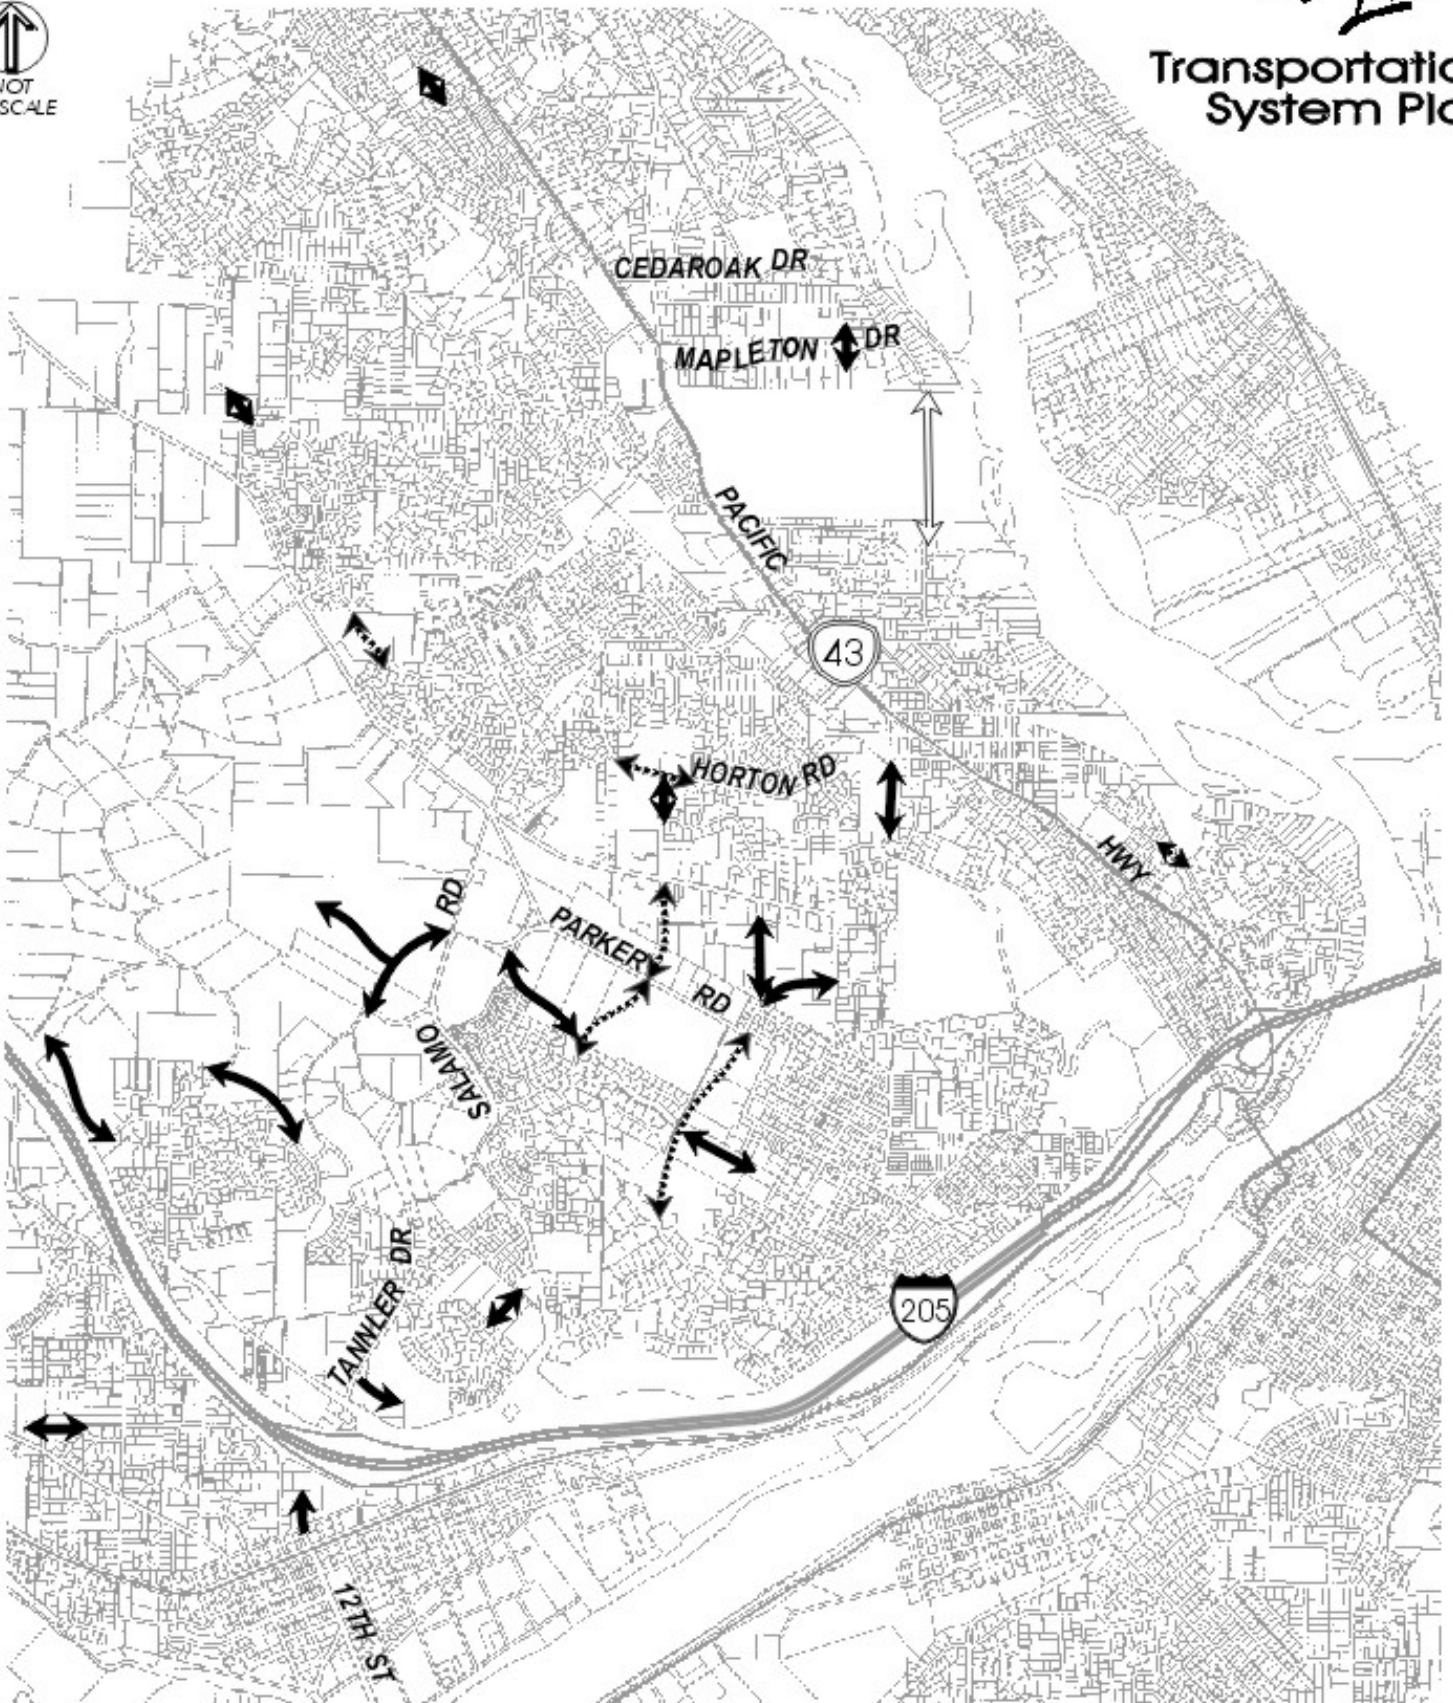 NOT
SCALE
Transportatio
System Pla
CEDAROAK DR
MAPLETON DR
PACIFIC
43
HORTON RD
HWY
RD
PARKER
RD
SALAMO
TANNLER DR
205
12TH ST